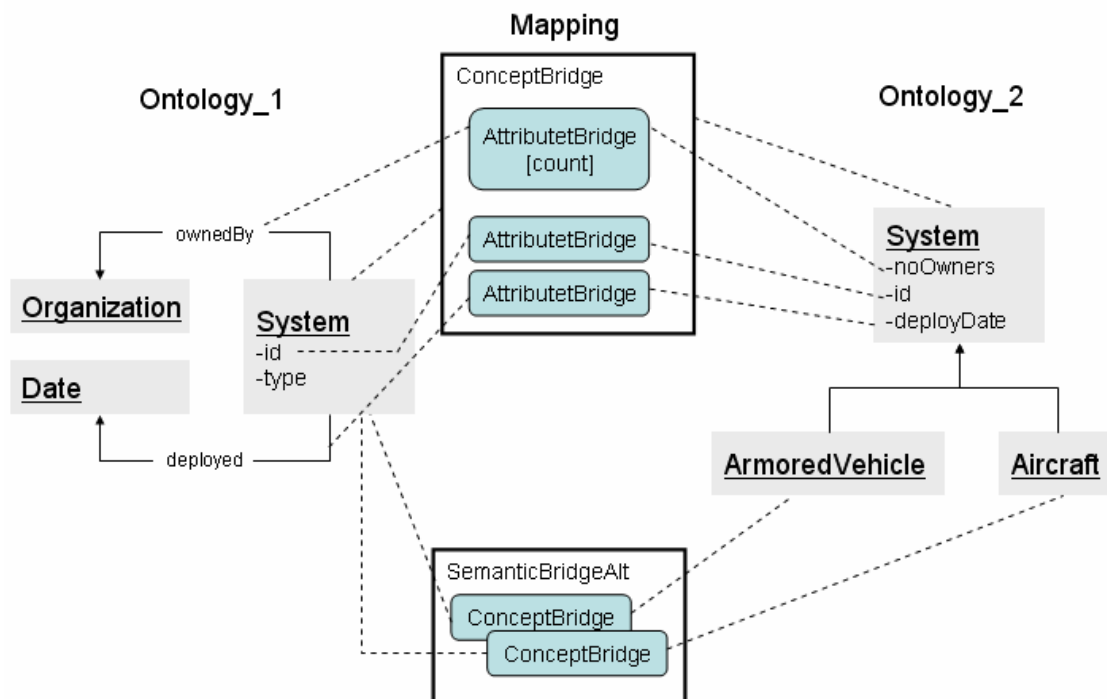 Mapping
Ontology_1
Ontology_2
ConceptBridge
AttributetBridge
[count]
AttributetBridge
AttributetBridge
ownedBy
Organization
Date
System
-id
-type
deployed
System
-noOwners
-id
-deployDate
ArmoredVehicle
Aircraft
SemanticBridgeAlt
ConceptBridge
ConceptBridge